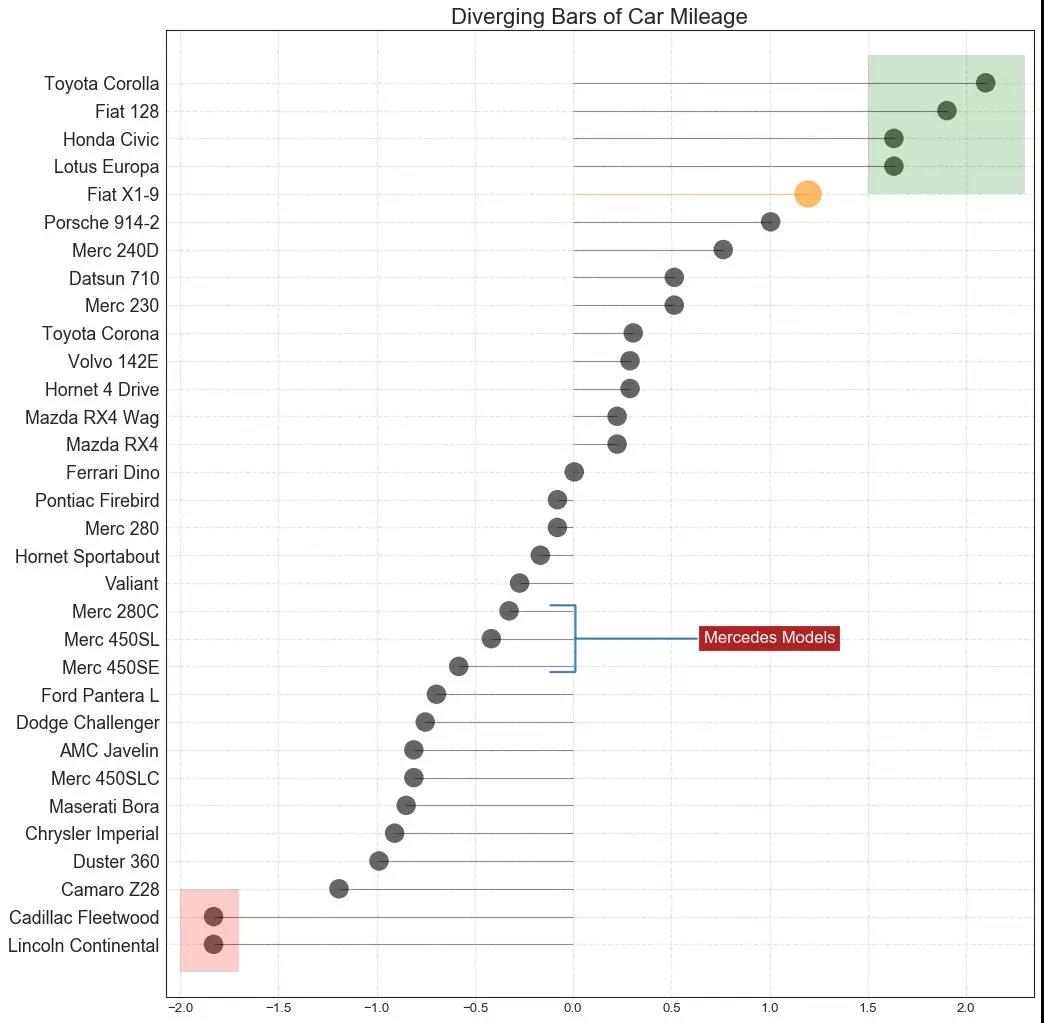 Diverging Bars of Car Mileage
Toyota Corolla
Fiat 128
Honda Civic
Lotus Europa
Fiat X1-9
Porsche 914-2
Merc 240D
Datsun 710
Merc 230
Toyota Corona
Volvo 142E
Hornet 4 Drive
Mazda RX4 Wag
Mazda RX4
Ferrari Dino
Pontiac Firebird
Merc 280
Hornet Sportabout
Valiant
Merc 280C
Merc 450SL
Mercedes Models
Merc 450SE
Ford Pantera L
Dodge Challenger
AMC Javelin
Merc 450SLC
Maserati Bora
Chrysler Imperial
Duster 360
Camaro Z28
Cadillac Fleetwood
Lincoln Continental
−2.0 −1.5 −1.0 −0.5 0.0 0.5 1.0 1.5 2.0